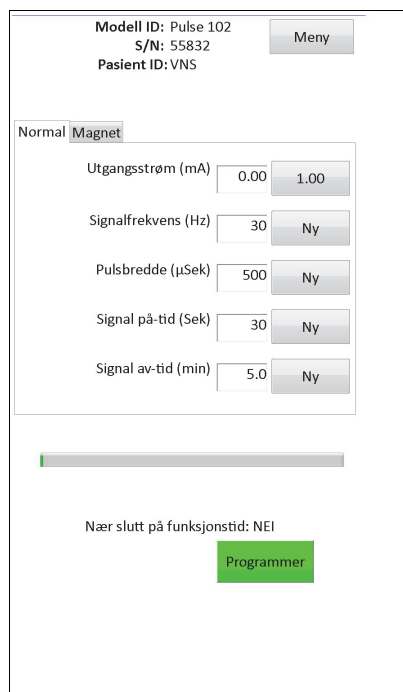 Modell ID: Pulse 102
Meny
S/N: 55832
Pasient ID: VNS
Normal Magnet
Utgangsstrøm (mA) 0.00 1.00
Signalfrekvens (Hz) 30 Ny
Pulsbredde (µSek) 500 Ny
Signal på-tid (Sek) 30 Ny
Signal av-tid (min) 5.0 Ny
Nær slutt på funksjonstid: NEI
Programmer